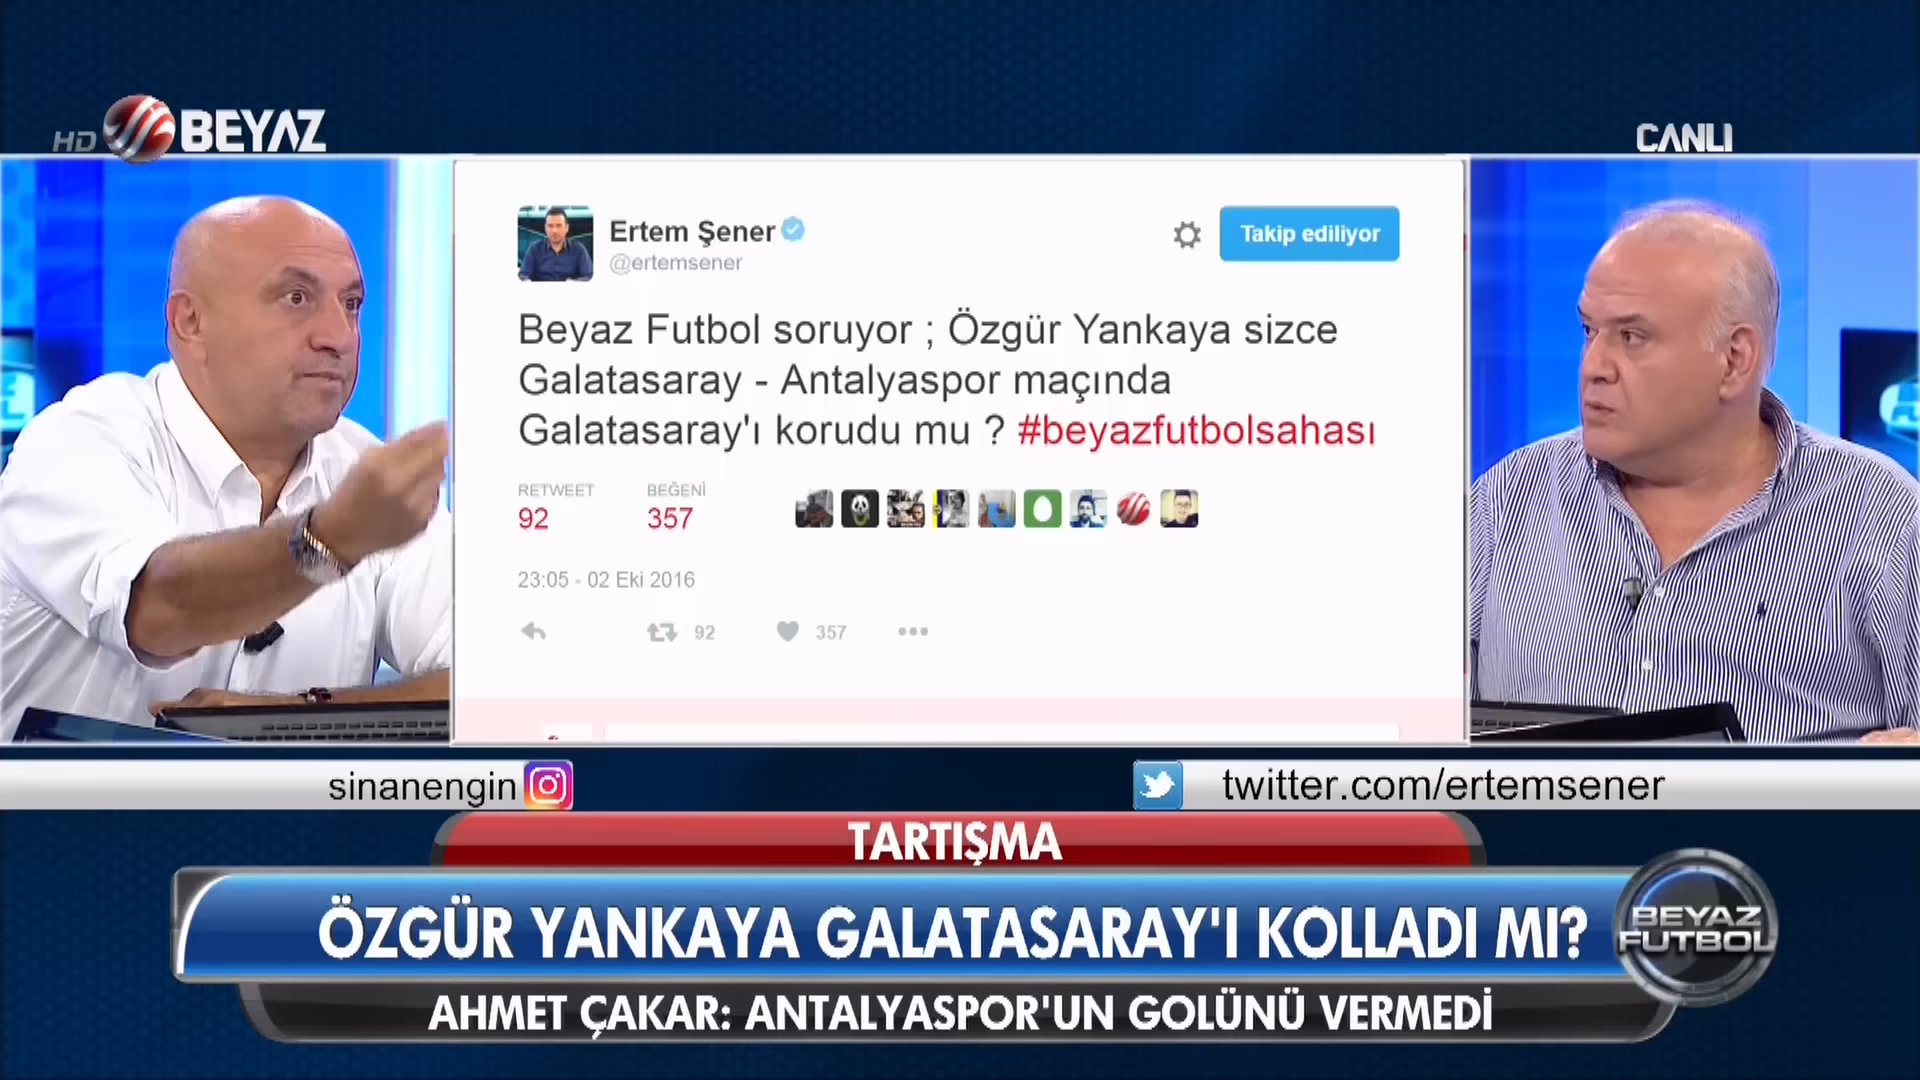 HD BEYAZ
CANLI
Ertem Şener
@ertemsener
Takip ediliyor
Beyaz Futbol soruyor ; Özgür Yankaya sizce
Galatasaray - Antalyaspor maçında
Galatasaray'ı korudu mu ? #beyazfutbolsahası
RETWEET
92
BEĞENİ
357
23:05 - 02 Eki 2016
92
357
sinanengin
twitter.com/ertemsener
TARTIŞMA
ÖZGÜR YANKAYA GALATASARAY'I KOLLADI MI?
BEYAZ
FUTBOL
AHMET ÇAKAR: ANTALYASPOR'UN GOLÜNÜ VERMEDİ